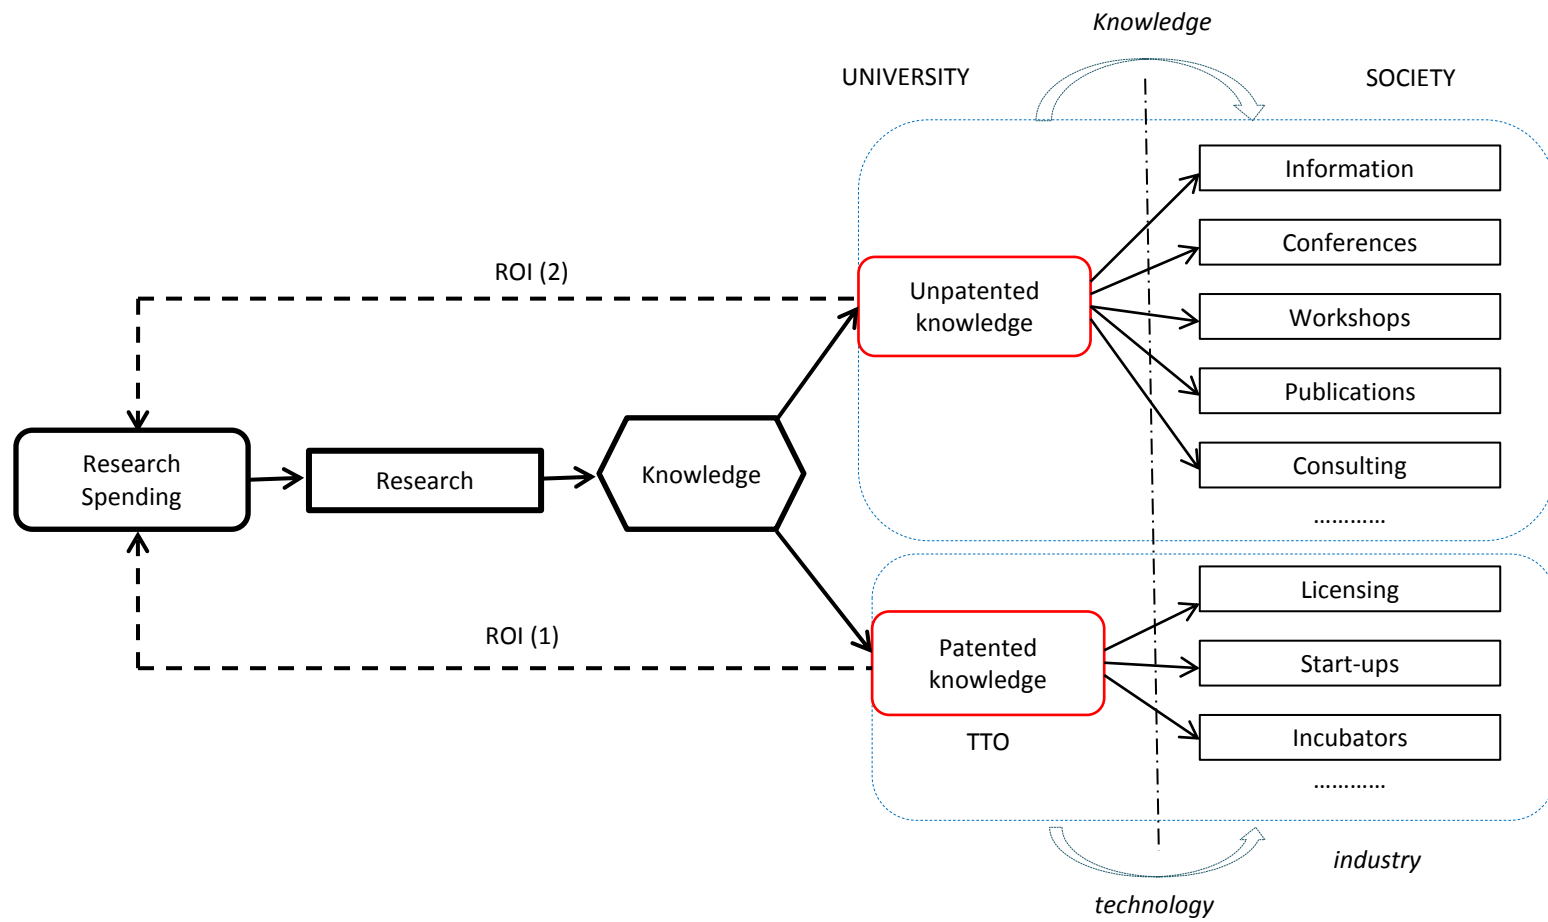 Knowledge
UNIVERSITY
SOCIETY
Information
Conferences
ROI (2)
Unpatented
knowledge
Workshops
Publications
Research
Spending
Research
Knowledge
Consulting
…………
Licensing
ROI (1)
Patented
knowledge
Start-ups
TTO
Incubators
…………
industry
technology